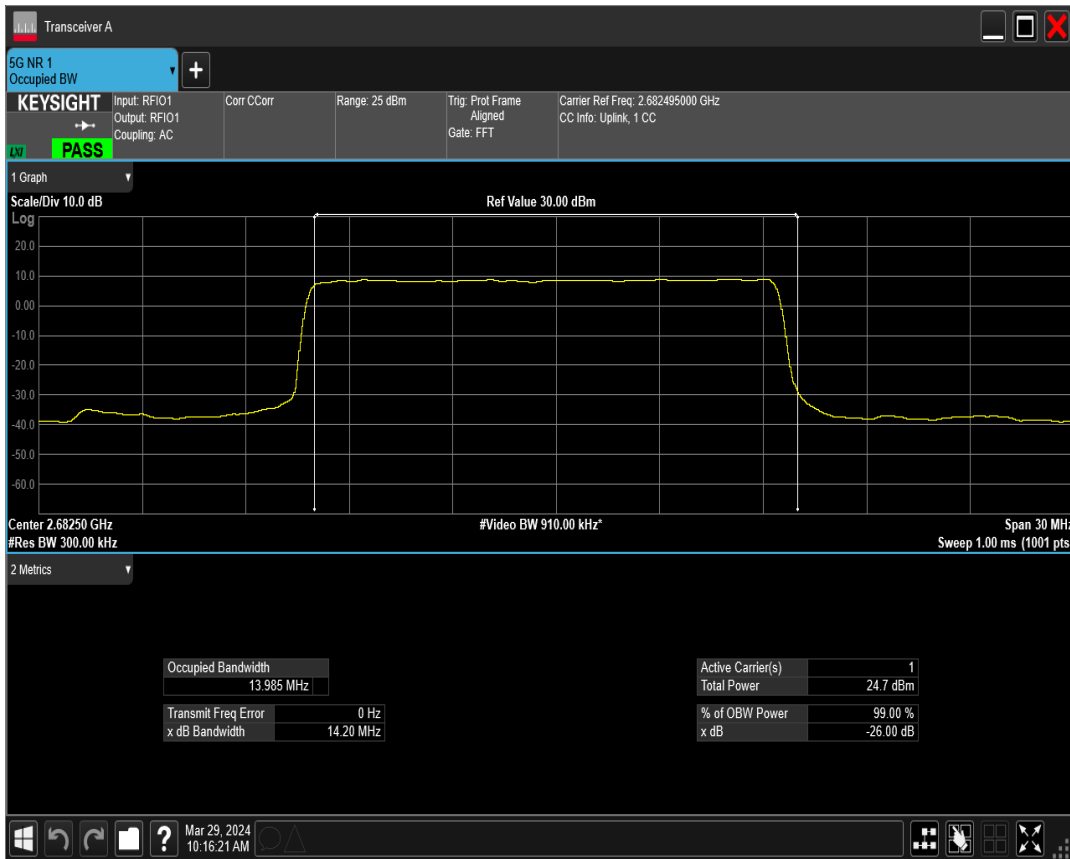 Transceiver A
5G NR 1
Occupied BW
+
KEYSIGHT
LXI
PASS
Input: RFIO1
Output: RFIO1
Coupling: AC
Corr CCorr
Range: 25 dBm
Trig: Prot Frame
Aligned
Gate: FFT
Carrier Ref Freq: 2.682495000 GHz
CC Info: Uplink, 1 CC
1 Graph
Scale/Div 10.0 dB
Ref Value 30.00 dBm
Log
20.0
10.0
0.00
-10.0
-20.0
-30.0
-40.0
-50.0
-60.0
Center 2.68250 GHz
#Video BW 910.00 kHz*
Span 30 MHz
#Res BW 300.00 kHz
Sweep 1.00 ms (1001 pts
2 Metrics
Occupied Bandwidth
13.985 MHz
Transmit Freq Error 0 Hz
x dB Bandwidth 14.20 MHz
Active Carrier(s) 1
Total Power 24.7 dBm
% of OBW Power 99.00 %
x dB -26.00 dB
?
Mar 29, 2024
10:16:21 AM